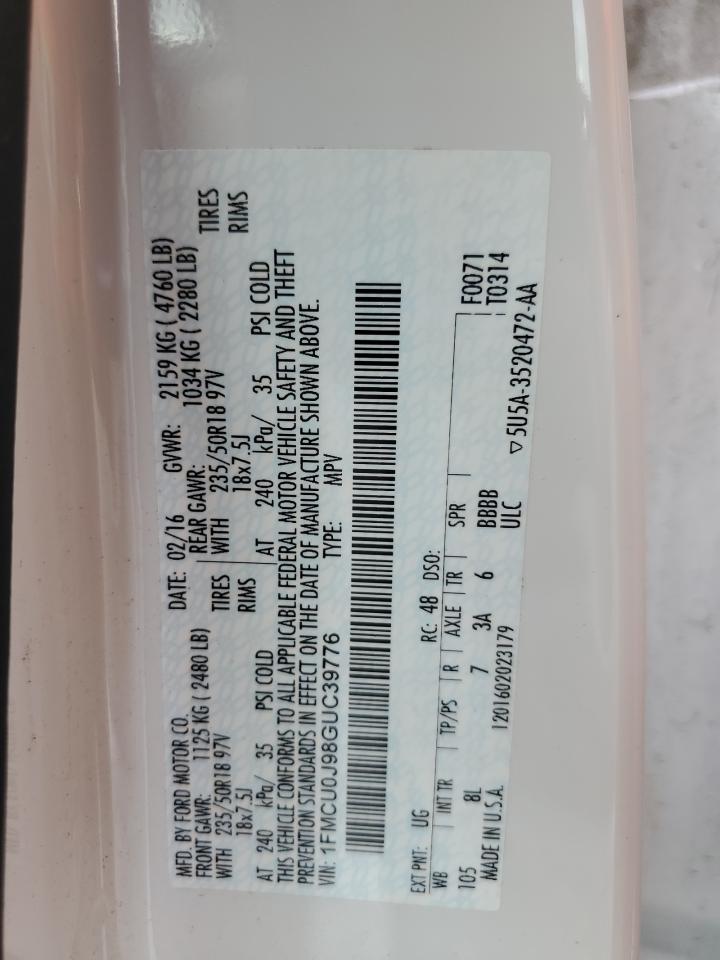 MFD. BY FORD MOTOR CO.
DATE: 02/16 GVWR: 2159 KG ( 4760 LB)
FRONT GAWR: 1125 KG ( 2480 LB)
REAR GAWR: 1034 KG ( 2280 LB)
WITH 235/50R18 97V TIRES
WITH 235/50R18 97V TIRES
18x7.5J RIMS
18x7.5J RIMS
AT 240 kPa/ 35 PSI COLD
AT 240 kPa/ 35 PSI COLD
THIS VEHICLE CONFORMS TO ALL APPLICABLE FEDERAL MOTOR VEHICLE SAFETY AND THEFT
PREVENTION STANDARDS IN EFFECT ON THE DATE OF MANUFACTURE SHOWN ABOVE.
VIN: 1FMCU0J98GUC39776 TYPE: MPV
F0071
T0314
EXT PNT: UG RC: 48 DSO:
WB INT TR TP/PS R AXLE TR SPR
105 8L 7 3A 6 BBBB
MADE IN U.S.A. 1201602023179 ULC
▽5U5A-3520472-AA